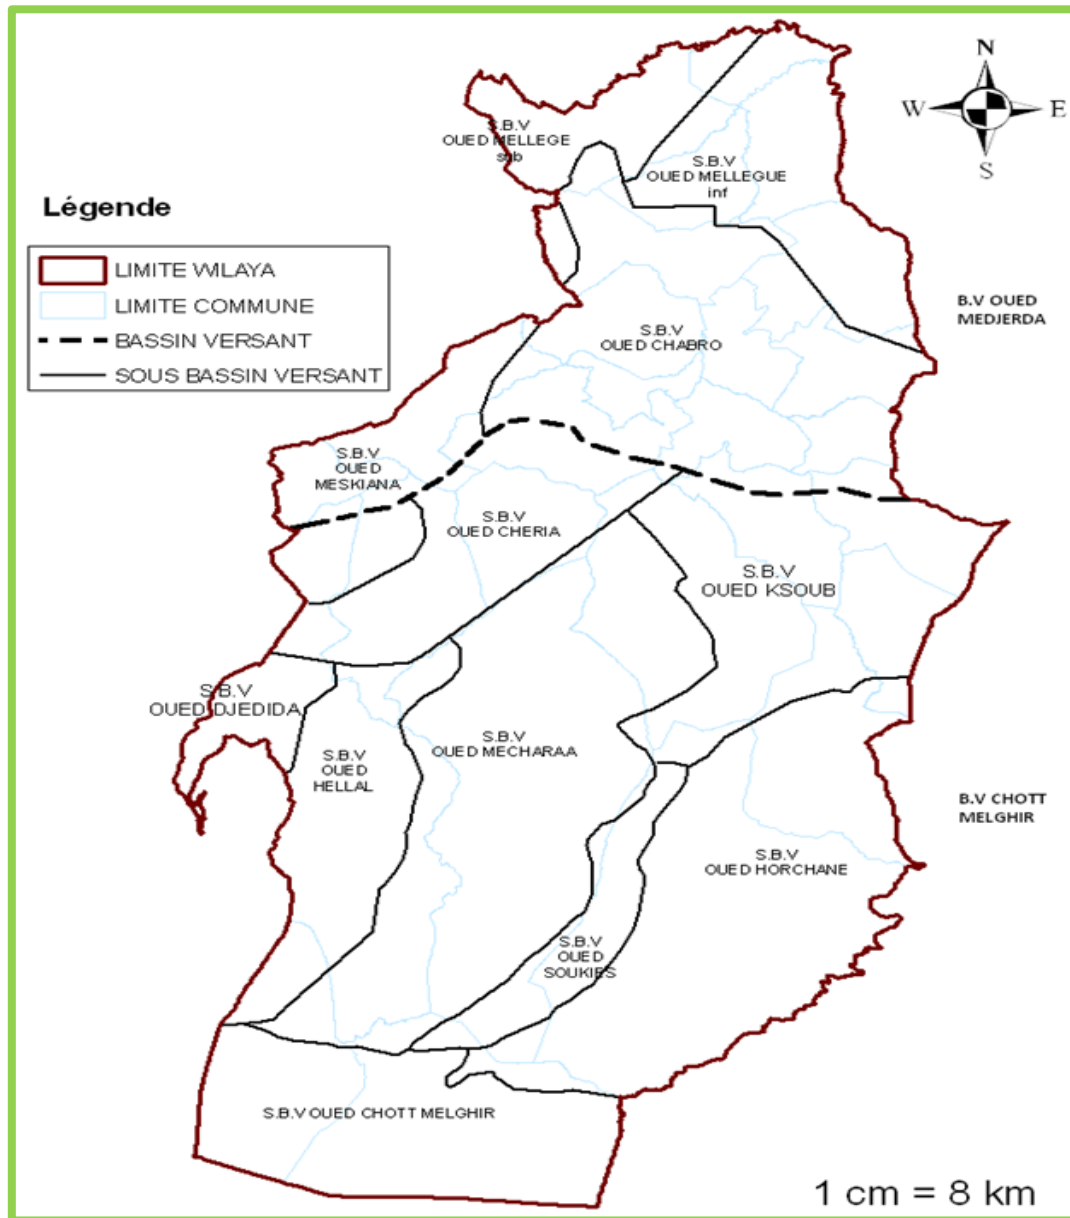 N
W E
S
S.B.V
OUED MELLEGE
sub
S.B.V
OUED MELLEGUE
inf
Légende
LIMITE WILAYA
LIMITE COMMUNE
BASSIN VERSANT
SOUS BASSIN VERSANT
B.V OUED
MEDJERDA
S.B.V
OUED CHABRO
S.B.V
OUED
MESKIANA
S.B.V
OUED CHERIA
S.B.V
OUED KSOUB
S.B.V
OUED DJEDIDA
S.B.V
OUED
HELLAL
S.B.V
OUED MECHARAA
B.V CHOTT
MELGHIR
S.B.V
OUED HORCHANE
S.B.V
OUED
SOUKIES
S.B.V OUED CHOTT MELGHIR
1 cm = 8 km